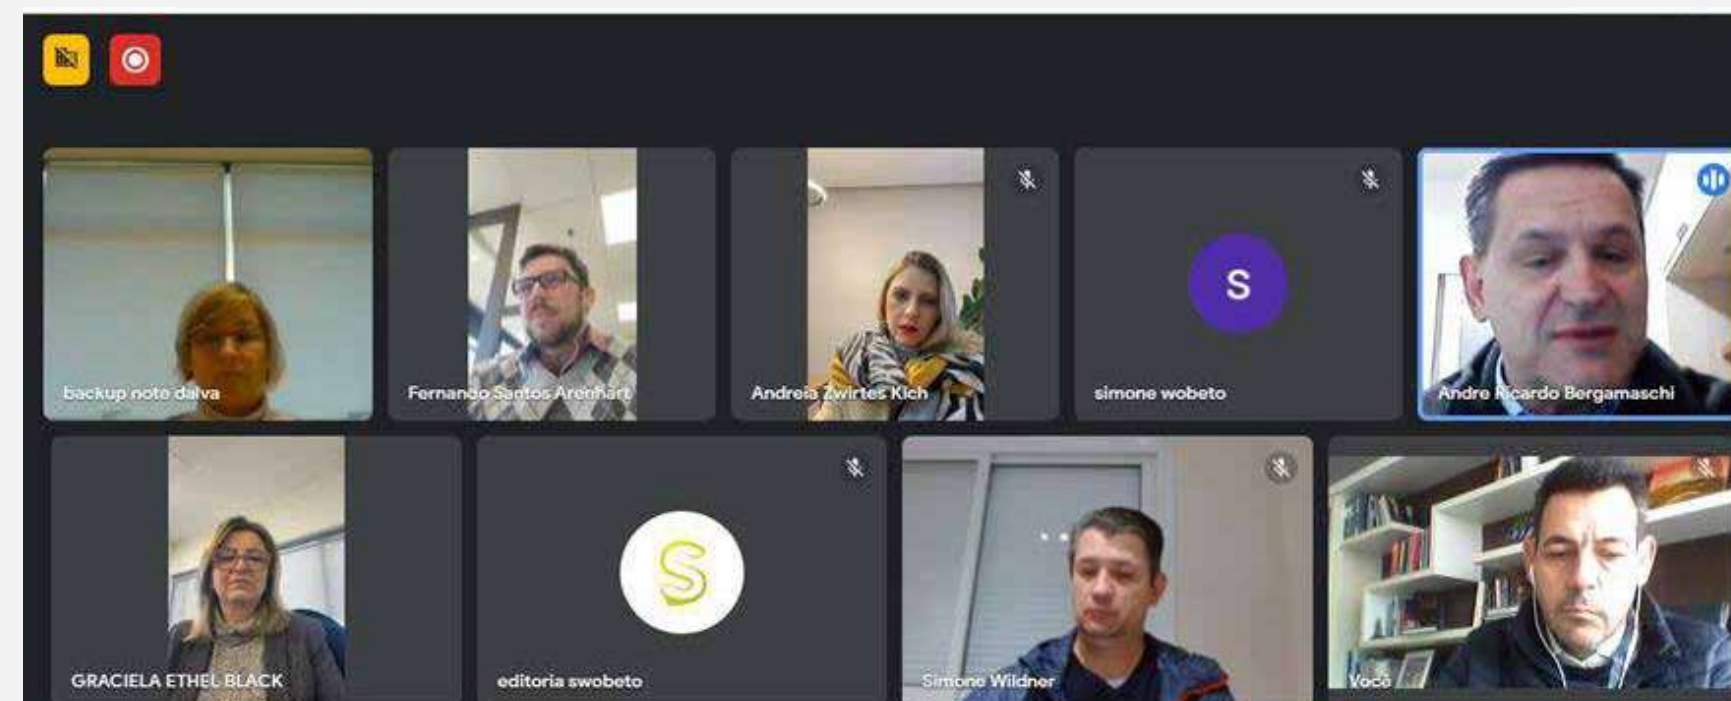 backup note dalva
Fernando Santos Arenhart
Andreia Zwirtes Kich
S
simone wobeto
Andre Ricardo Bergamaschi
GRACIELA ETHEL BLACK
S
editoria swobeto
Simone Wildner
Você